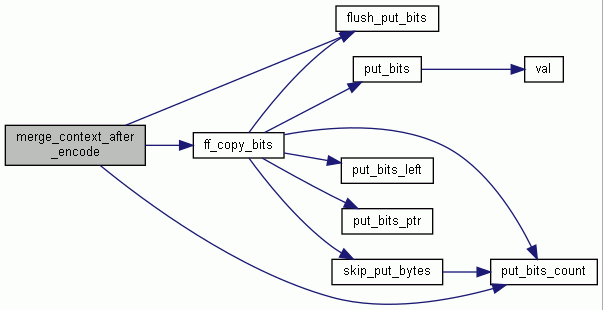 flush_put_bits
put_bits
val
merge_context_after
_encode
ff_copy_bits
put_bits_left
put_bits_ptr
skip_put_bytes
put_bits_count